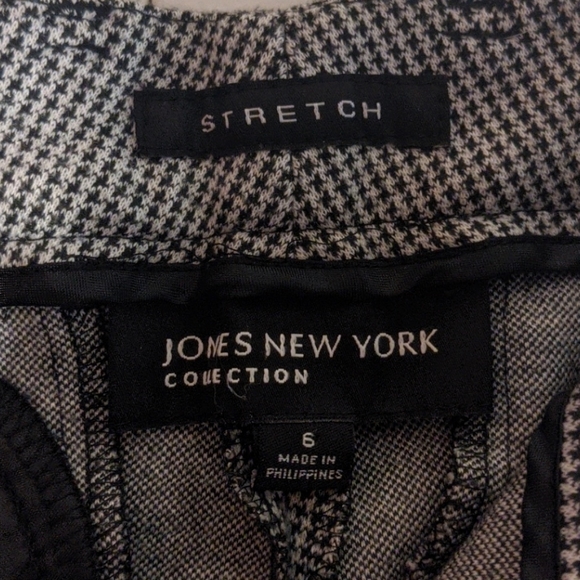 STRETCH
JONES NEW YORK
COLLECTION
6
MADE IN
PHILIPPINES